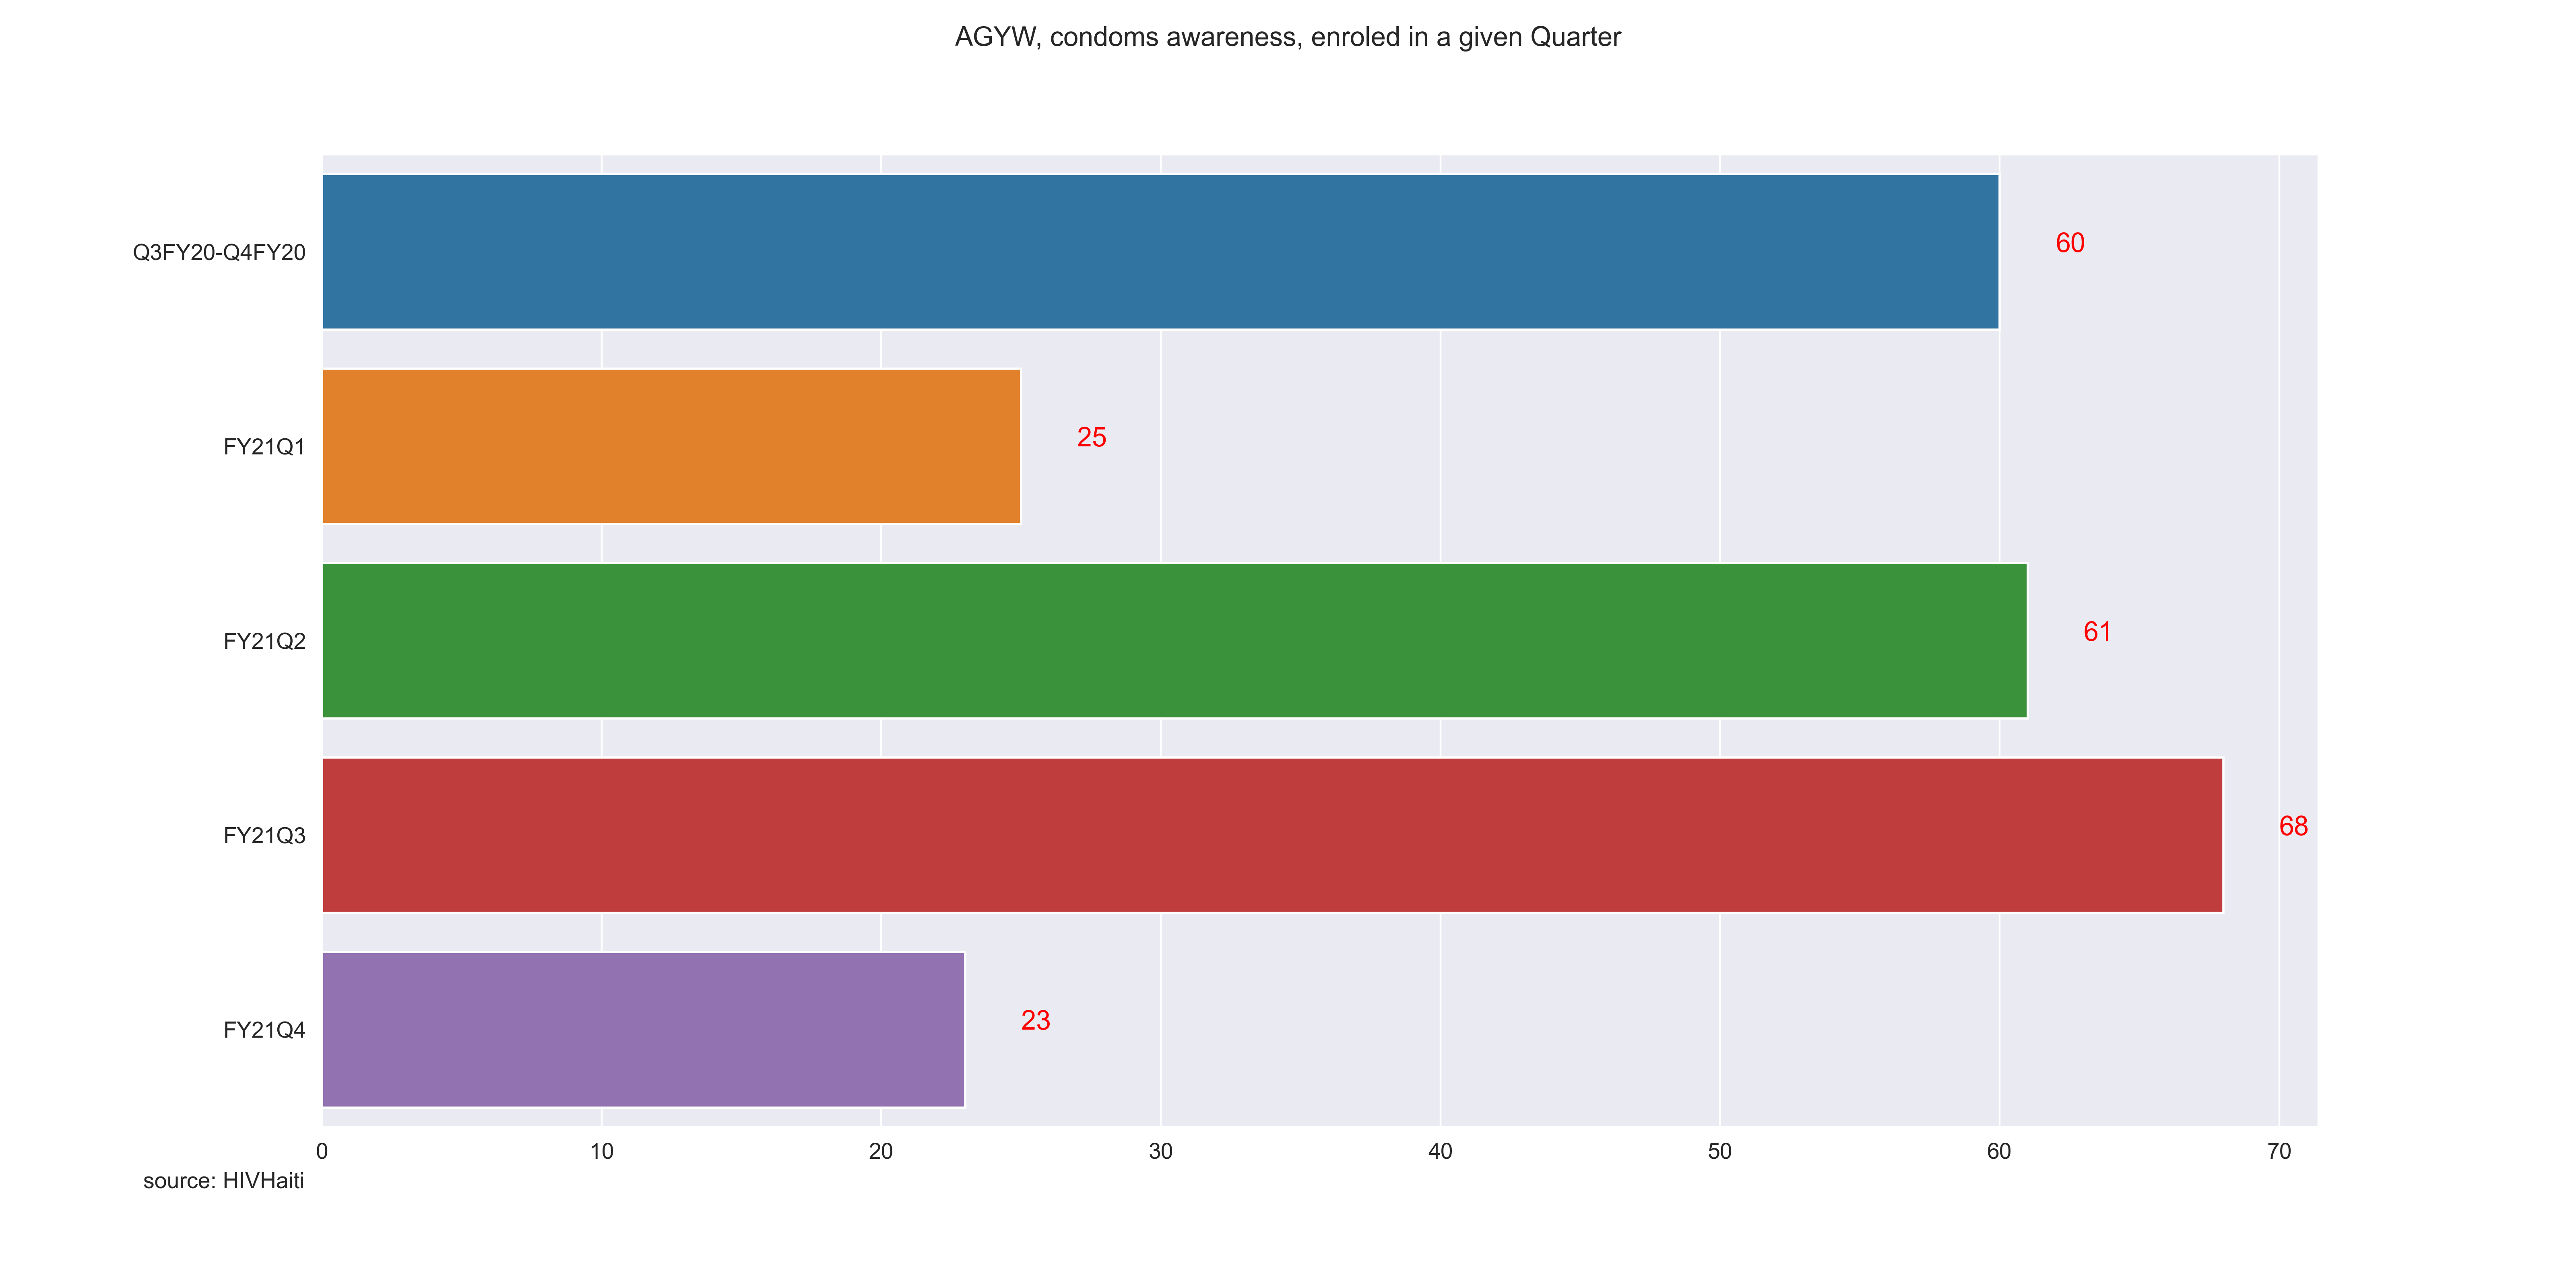 AGYW, condoms awareness, enroled in a given Quarter
Q3FY20-Q4FY20
60
FY21Q1
25
FY21Q2
61
FY21Q3
68
FY21Q4
23
0 10 20 30 40 50 60 70
source: HIVHaiti